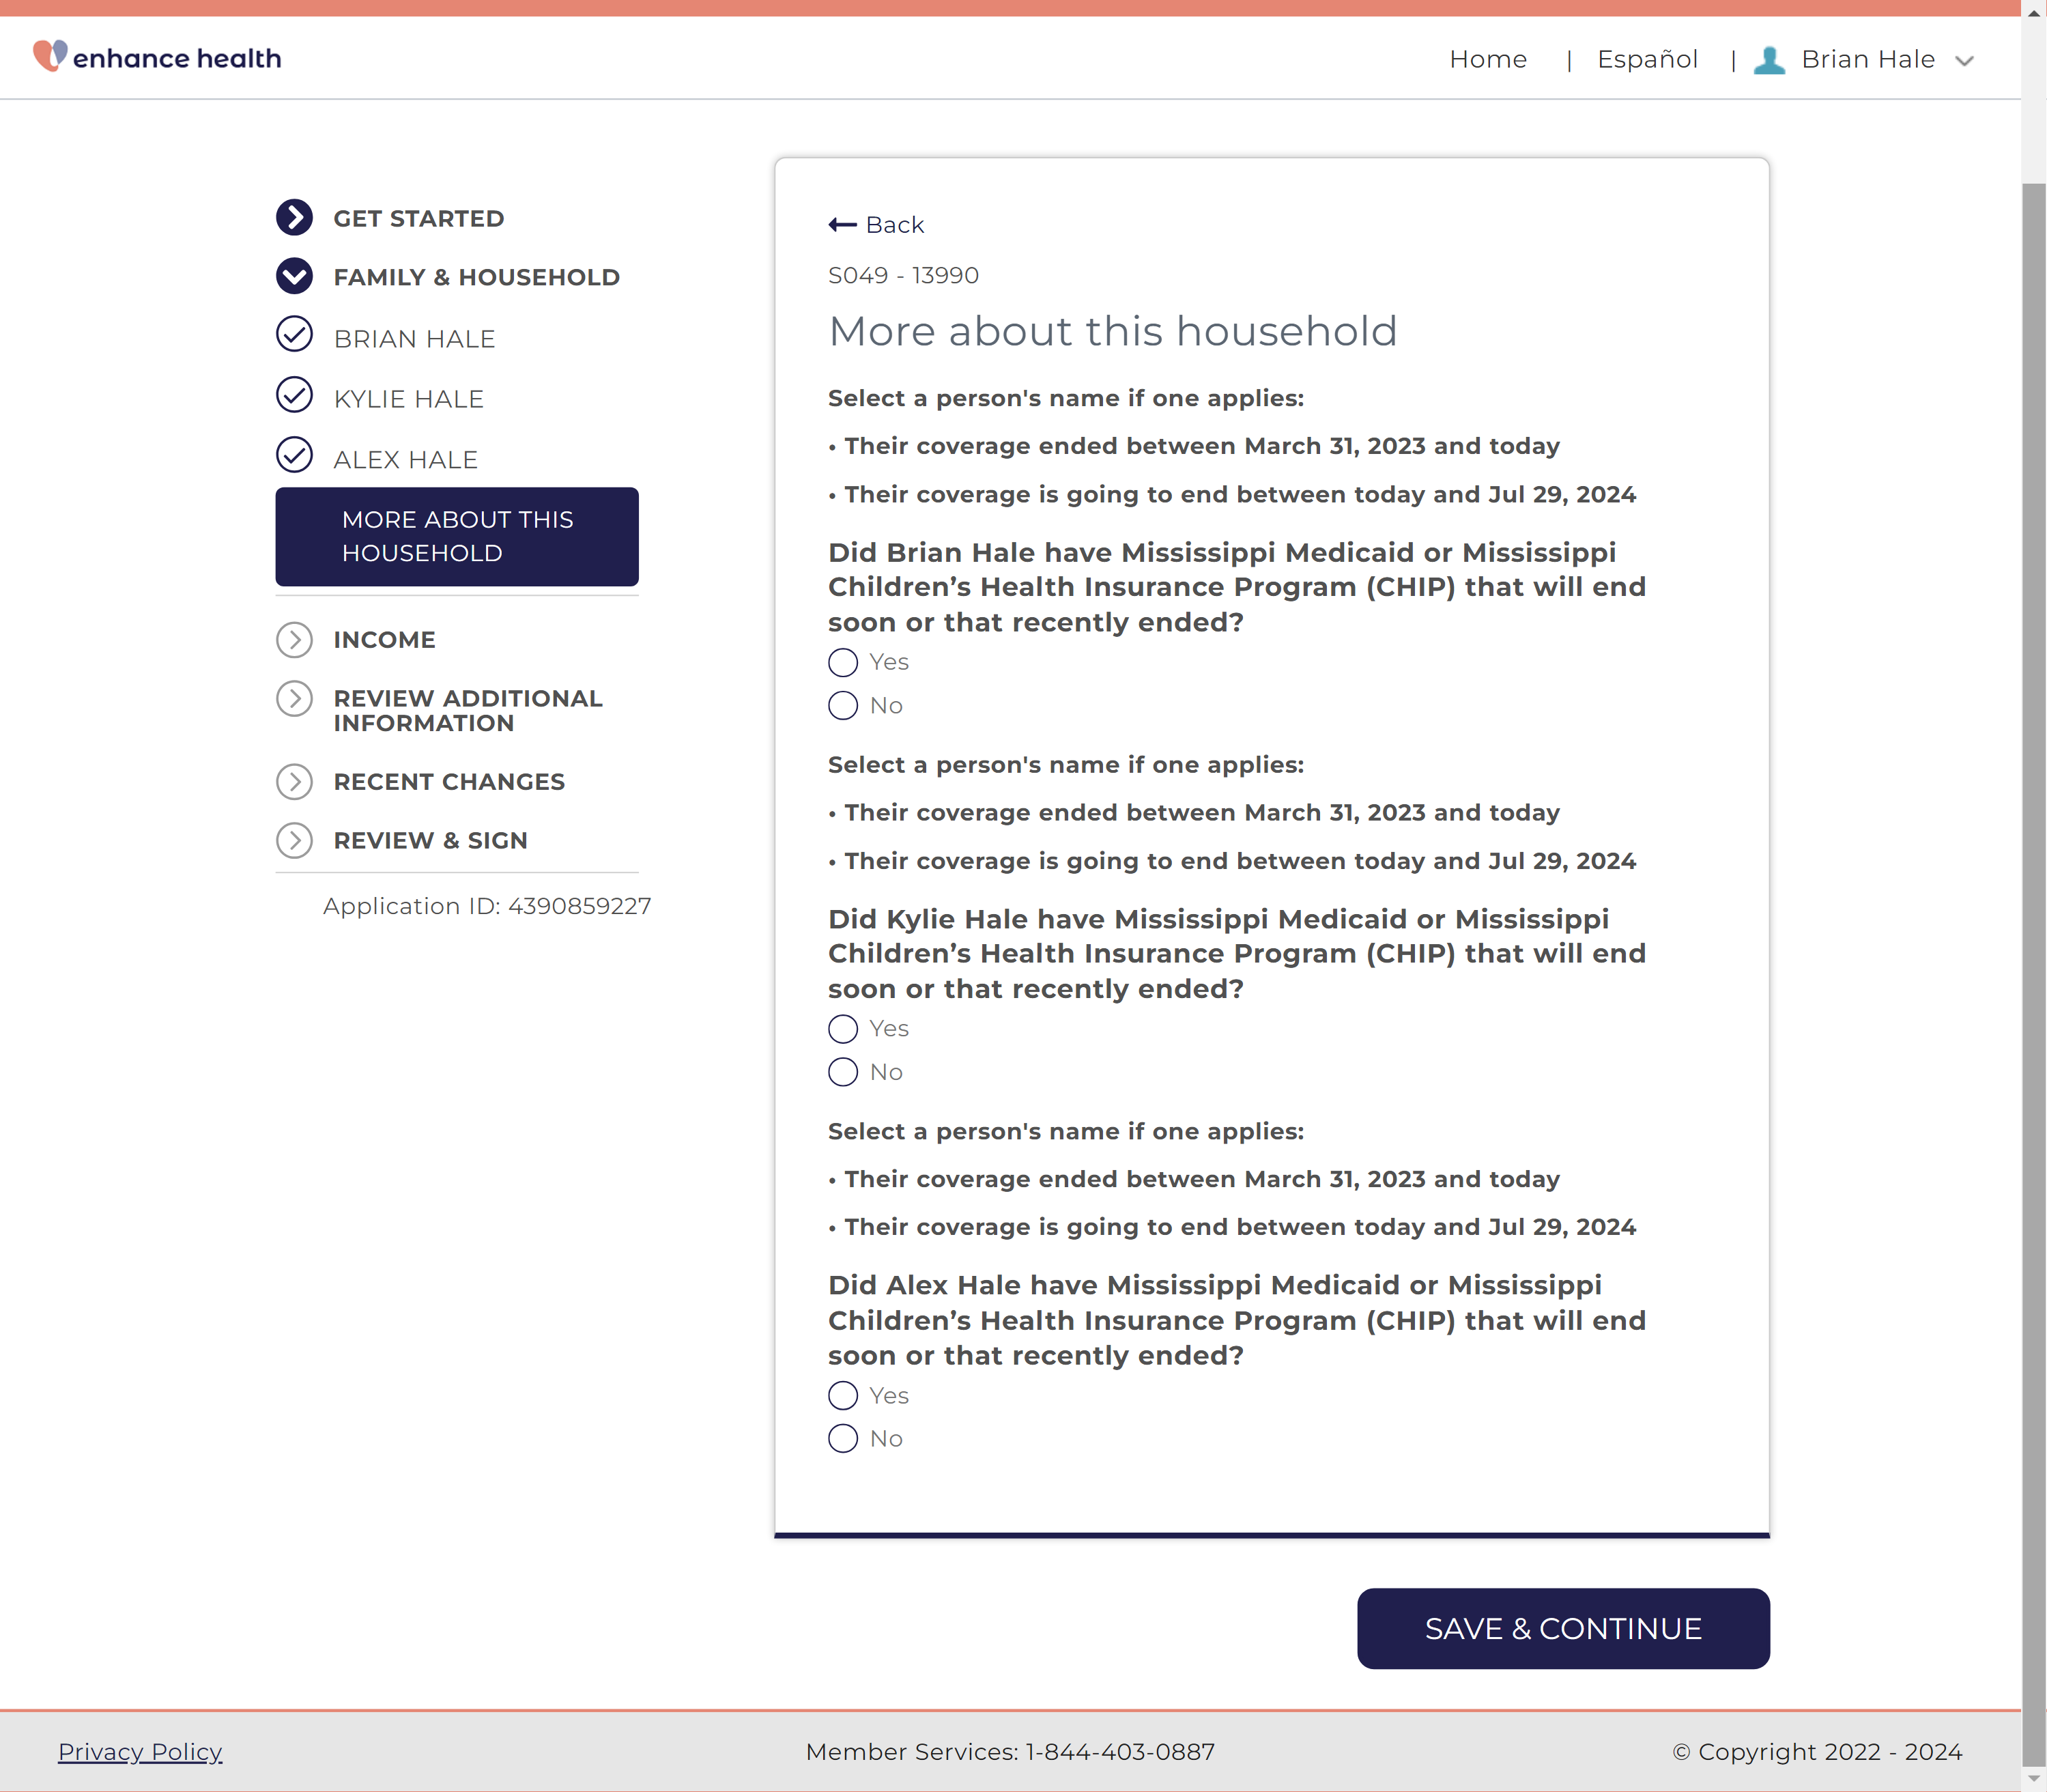 enhance health
Home | Español | Brian Hale
GET STARTED
FAMILY & HOUSEHOLD
BRIAN HALE
KYLIE HALE
ALEX HALE
MORE ABOUT THIS
HOUSEHOLD
INCOME
REVIEW ADDITIONAL
INFORMATION
RECENT CHANGES
REVIEW & SIGN
Application ID: 4390859227
Back
S049 - 13990
More about this household
Select a person's name if one applies:
• Their coverage ended between March 31, 2023 and today
• Their coverage is going to end between today and Jul 29, 2024
Did Brian Hale have Mississippi Medicaid or Mississippi
Children’s Health Insurance Program (CHIP) that will end
soon or that recently ended?
Yes
No
Select a person's name if one applies:
• Their coverage ended between March 31, 2023 and today
• Their coverage is going to end between today and Jul 29, 2024
Did Kylie Hale have Mississippi Medicaid or Mississippi
Children’s Health Insurance Program (CHIP) that will end
soon or that recently ended?
Yes
No
Select a person's name if one applies:
• Their coverage ended between March 31, 2023 and today
• Their coverage is going to end between today and Jul 29, 2024
Did Alex Hale have Mississippi Medicaid or Mississippi
Children’s Health Insurance Program (CHIP) that will end
soon or that recently ended?
Yes
No
SAVE & CONTINUE
Privacy Policy
Member Services: 1-844-403-0887
© Copyright 2022 - 2024